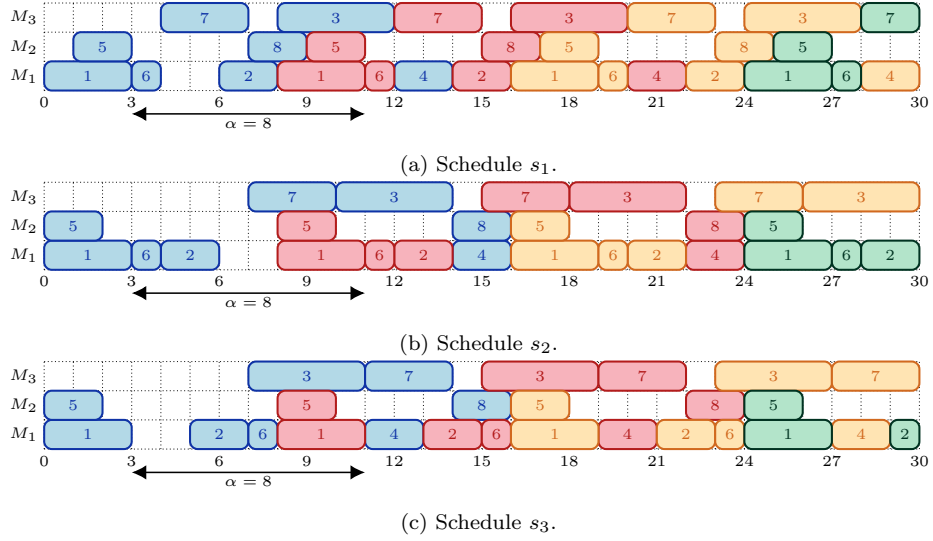 M3 7 3 7 3 7 3 7
M2 5 8 5 8 5 8 5
M1 1 6 2 1 6 4 2 1 6 4 2 1 6 4
0 3 9 12 15 18 21 24 27 30
α = 8
(a) Schedule s1.
M3 7 3 7 3 7 3
M2 5 5 8 5 8 5
M1 1 6 2 1 6 2 4 1 6 2 4 1 6 2
0 3 9 12 15 18 21 24 27 30
α = 8
(b) Schedule s2.
M3 3 7 3 7 3 7
M2 5 5 8 5 8 5
M1 1 2 6 1 4 2 6 1 4 2 6 1 4 2
0 3 9 12 15 18 21 24 27 30
α = 8
(c) Schedule s3.